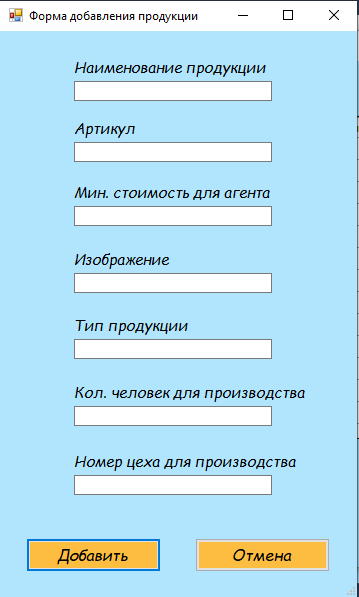 Форма добавления продукции
Наименование продукции
Артикул
Мин. стоимость для агента
Изображение
Тип продукции
Кол. человек для производства
Номер цеха для производства
Добавить
Отмена